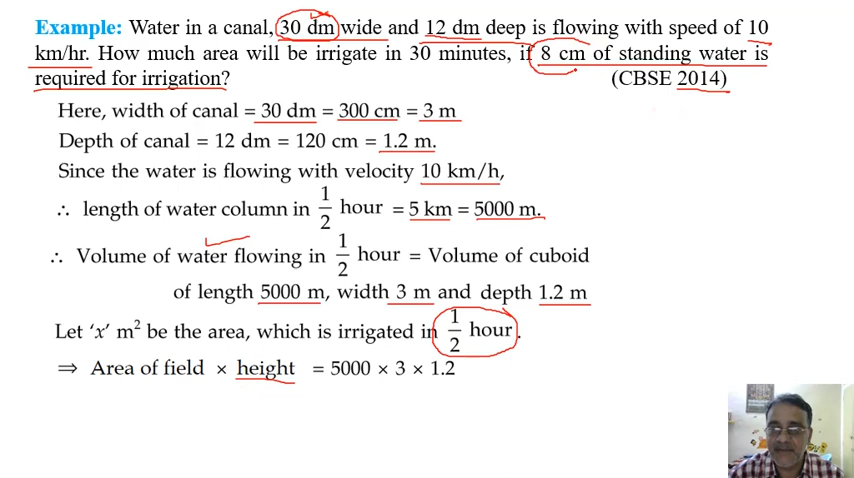 Example: Water in a canal, 30 dm wide and 12 dm deep is flowing with speed of 10
km/hr. How much area will be irrigate in 30 minutes, if 8 cm of standing water is
required for irrigation? (CBSE 2014)
Here, width of canal = 30 dm = 300 cm = 3 m
Depth of canal = 12 dm = 120 cm = 1.2 m.
Since the water is flowing with velocity 10 km/h,
∴ length of water column in 1/2 hour = 5 km = 5000 m.
∴ Volume of water flowing in 1/2 hour = Volume of cuboid
of length 5000 m, width 3 m and depth 1.2 m
Let ‘x’ m² be the area, which is irrigated in 1/2 hour.
⇒ Area of field × height = 5000 × 3 × 1.2